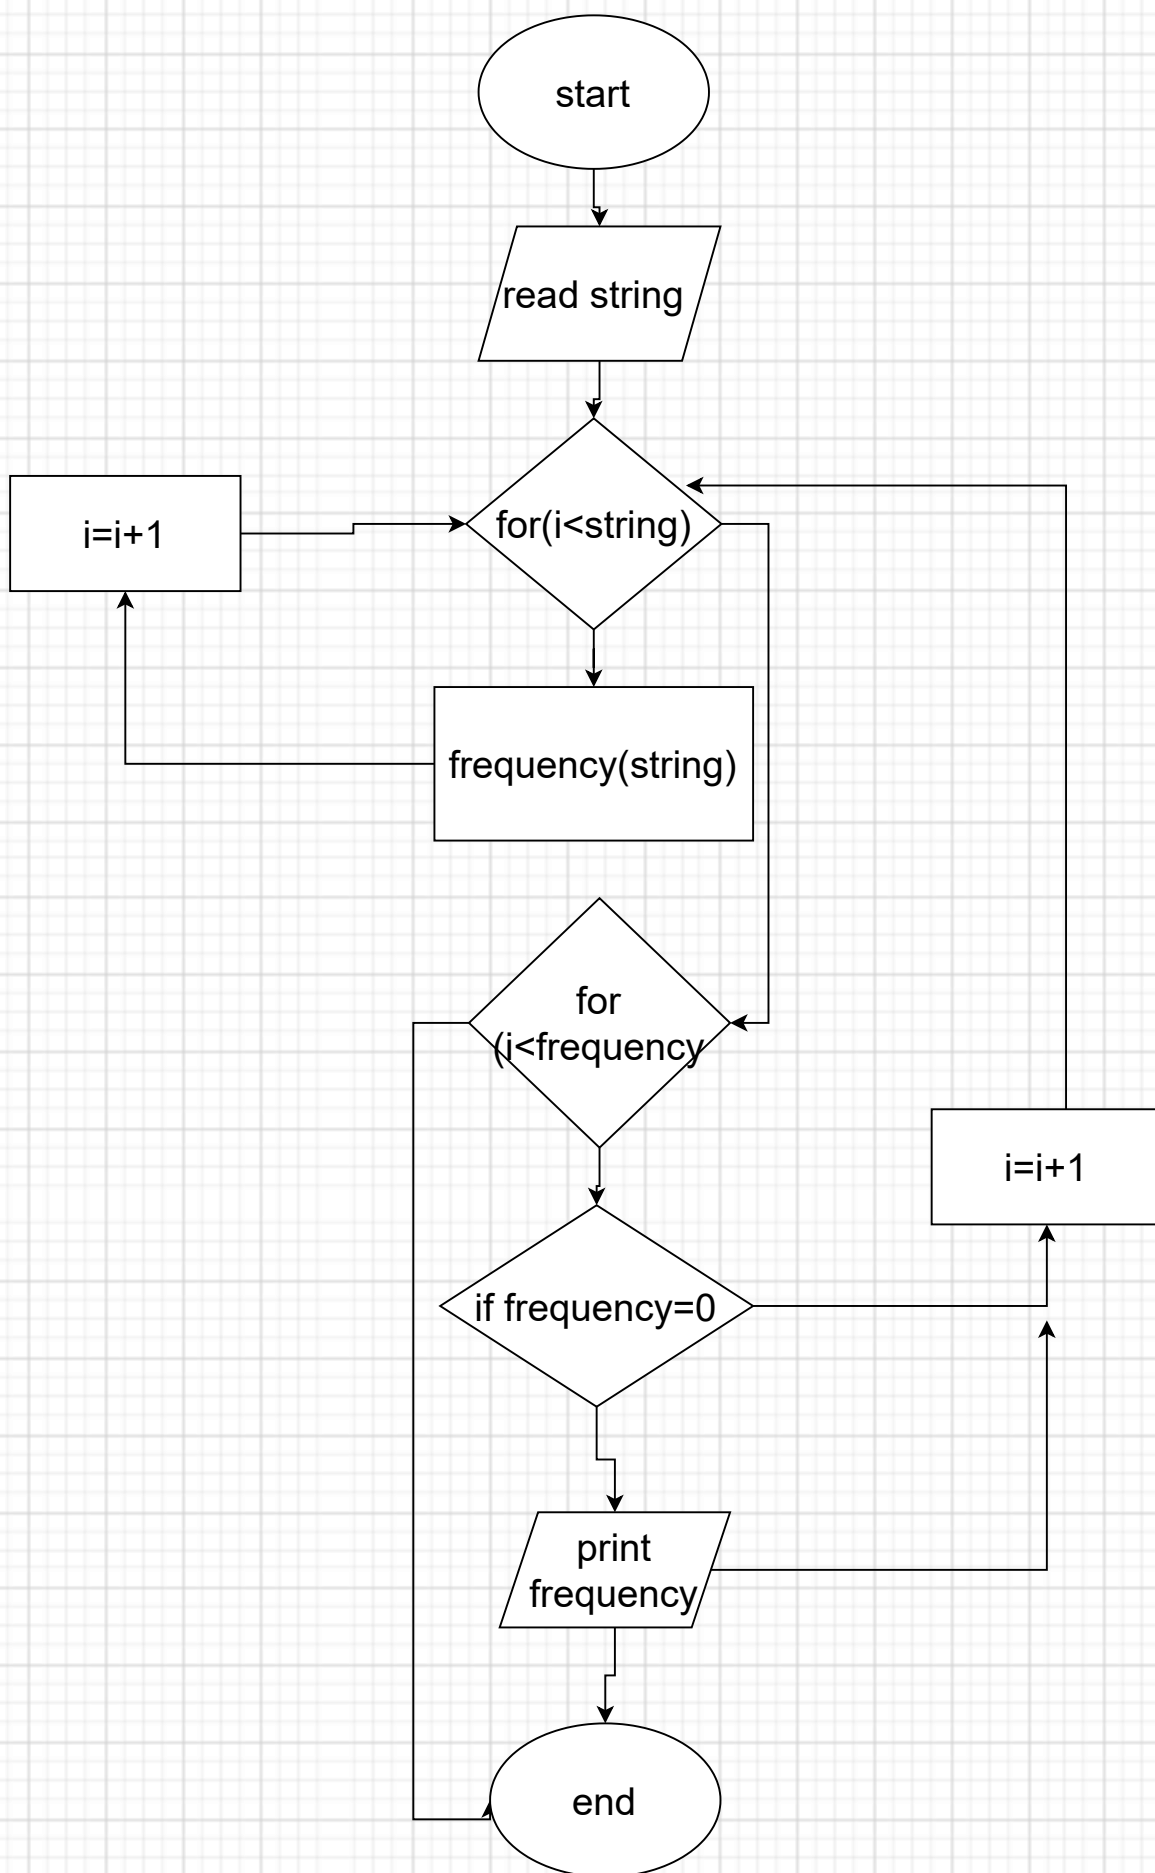 start
read string
i=i+1
for(i<string)
frequency(string)
for
(i<frequency
i=i+1
if frequency=0
print
frequency
end